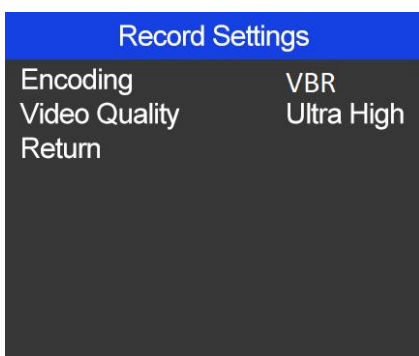 Record Settings
Encoding VBR
Video Quality Ultra High
Return